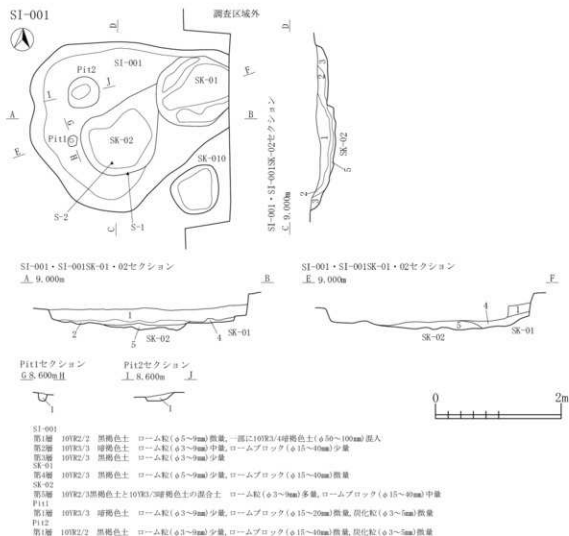 SI-001
調査区域外
D
D
SI-001
Pit2
SK-01
F
I
J
A
B
G
Pit1
H
SK-02
E
SK-010
S-2
S-1
C
SI-001・SI-001SK-02セクション
C 9.000m
3
2
1
SK-02
5
2
3
SI-001・SI-001SK-01・02セクション
A 9.000m
B
1
2
5
SK-02
4
SK-01
SI-001・SI-001SK-01・02セクション
E 9.000m
F
4
1
5
SK-02
SK-01
Pit1セクション
G 8.600m H
1
Pit2セクション
I 8.600m J
1
0
2m
SI-001
第1層 10YR2/2 黒褐色土 ローム粒(φ5～9mm)微量,一部に10YR3/4暗褐色土(φ50～100mm)混入
第2層 10YR3/3 暗褐色土 ローム粒(φ3～9mm)中量,ロームブロック(φ15～40mm)少量
第3層 10YR2/3 黒褐色土 ローム粒(φ3～9mm)少量
SK-01
第4層 10YR2/3 黒褐色土 ローム粒(φ5～9mm)少量,ロームブロック(φ15～40mm)微量
SK-02
第5層 10YR2/3黒褐色土と10YR3/3暗褐色土の混合土 ローム粒(φ3～9mm)多量,ロームブロック(φ15～40mm)中量
Pit1
第1層 10YR3/3 暗褐色土 ローム粒(φ3～9mm)少量,ロームブロック(φ15～20mm)微量,炭化粒(φ3～5mm)微量
Pit2
第1層 10YR2/2 黒褐色土 ローム粒(φ3～9mm)少量,ロームブロック(φ15～40mm)微量,炭化粒(φ3～5mm)微量